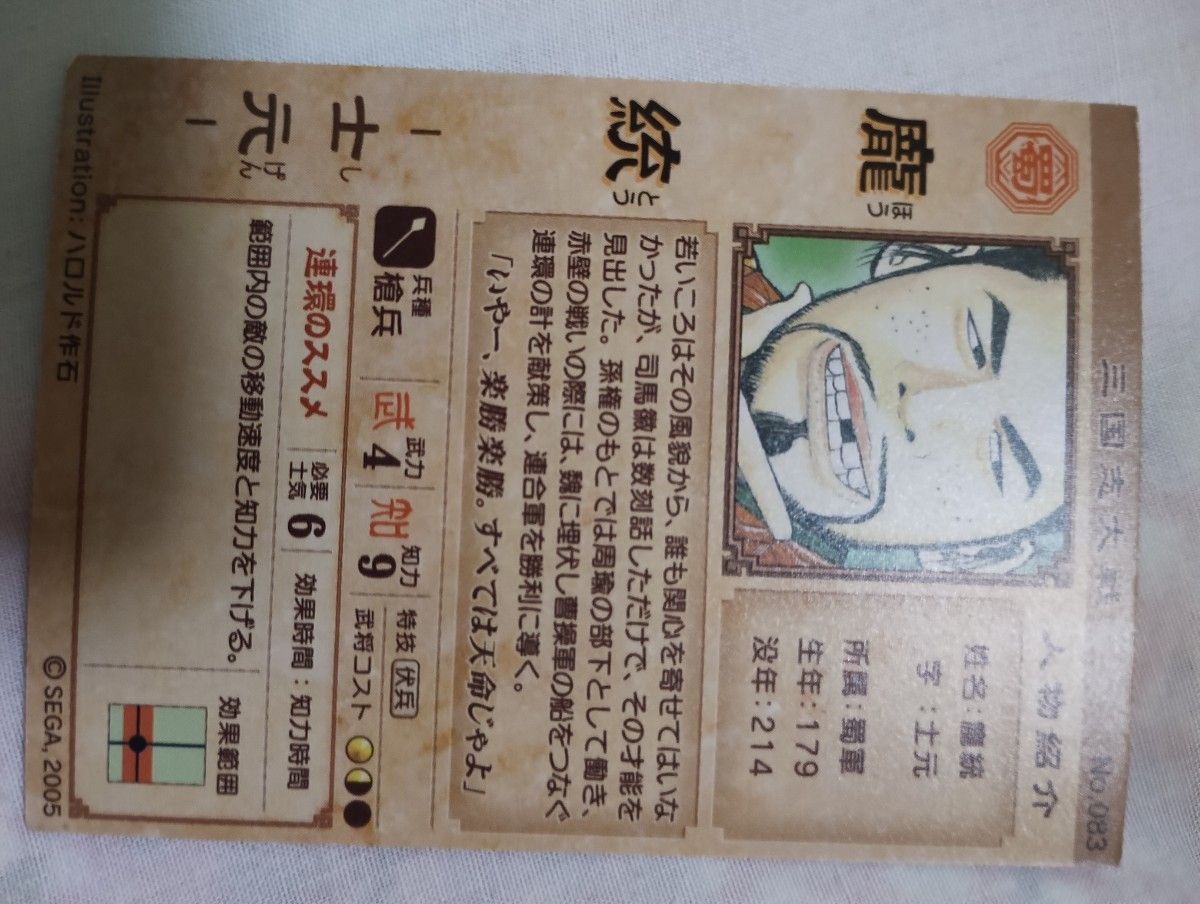 三国志大戦
No.083
人物紹介
蜀
龐
ほう
統
とう
士
し
元
げん
姓名：龐統
字：士元
所属：蜀軍
生年：179
没年：214
若いころはその風貌から、誰も関心を寄せてはいな
かったが、司馬徽は数刻話しただけで、その才能を
見出した。孫権のもとでは周瑜の部下として働き、
赤壁の戦いの際には、魏に埋伏し曹操軍の船をつなぐ
連環の計を敵策し、連合軍を勝利に導く。
「いやー、楽勝楽勝。すべては天命じゃよ」
兵種
槍兵
武力
武4
知力
知9
特技 伏兵
武将コスト
連環のススメ
必要士気 6
効果時間：知力時間
範囲内の敵の移動速度と知力を下げる。
効果範囲
Illustration: ハロルド作石
©SEGA, 2005